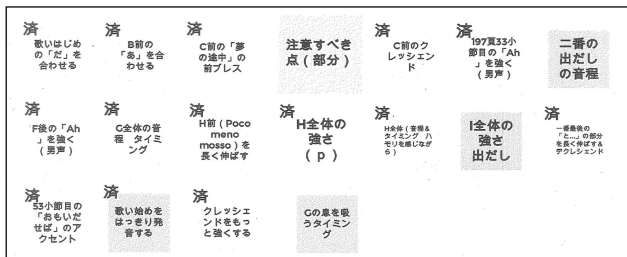 済
歌いはじめ
の「だ」を
合わせる
済
B前の
「あ」を合
わせる
済
C前の「夢
の途中」の
前ブレス
注意すべき
点（部分）
済
C前のク
レッシェン
ド
済
197頁33小
節目の「Ah
」を強く
（男声）
二番の
出だし
の音程
済
F後の「Ah
」を強く
（男声）
済
G全体の音
程　タイミ
ング
済
H前（Poco
meno
mosso）を
長く伸ばす
H全体の
強さ
（p）
済
H全体（音程&
タイミング　ハ
モリを感じなが
ら）
済
I全体の
強さ
出だし
済
一番最後の
「と…」の部分
を長く伸ばす&
デクレシェンド
済
53小節目の
「おもいだ
せば」のア
クセント
済
歌い始めを
はっきり発
音する
済
クレッシェ
ンドをもっ
と強くする
Gの息を吸
うタイミン
グ